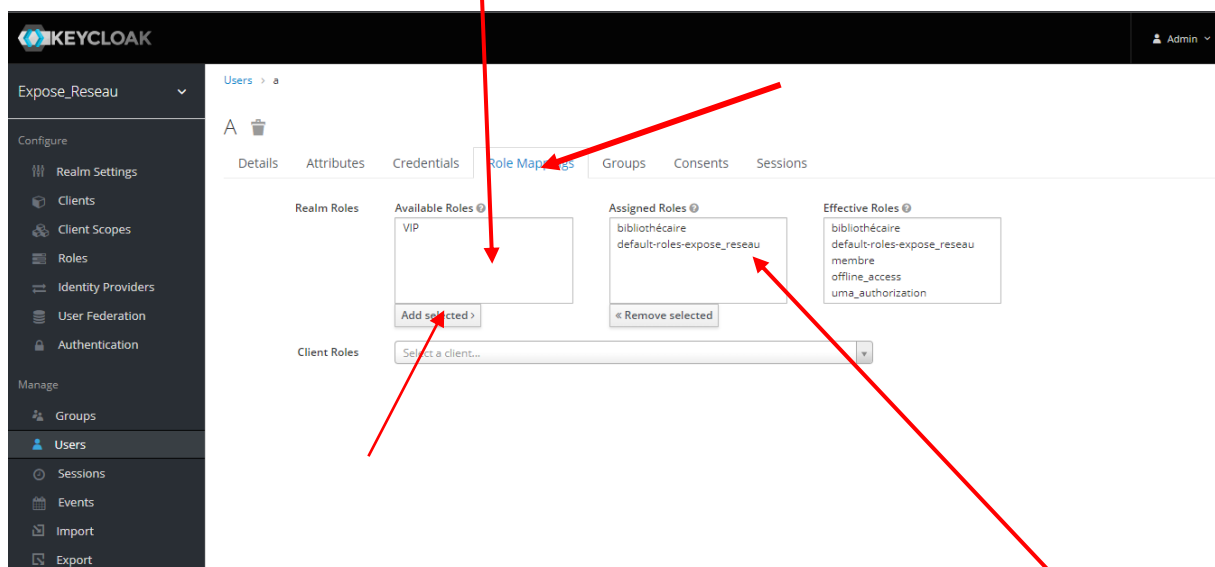 KEYCLOAK
Admin
Expose_Reseau
Users > a
A
Configure
Realm Settings
Clients
Client Scopes
Roles
Identity Providers
User Federation
Authentication
Manage
Groups
Users
Sessions
Events
Import
Export
Details Attributes Credentials Role Mappings Groups Consents Sessions
Realm Roles
Available Roles
VIP
Add selected >
Assigned Roles
bibliothécaire
default-roles-expose_reseau
« Remove selected
Effective Roles
bibliothécaire
default-roles-expose_reseau
membre
offline_access
uma_authorization
Client Roles
Select a client...